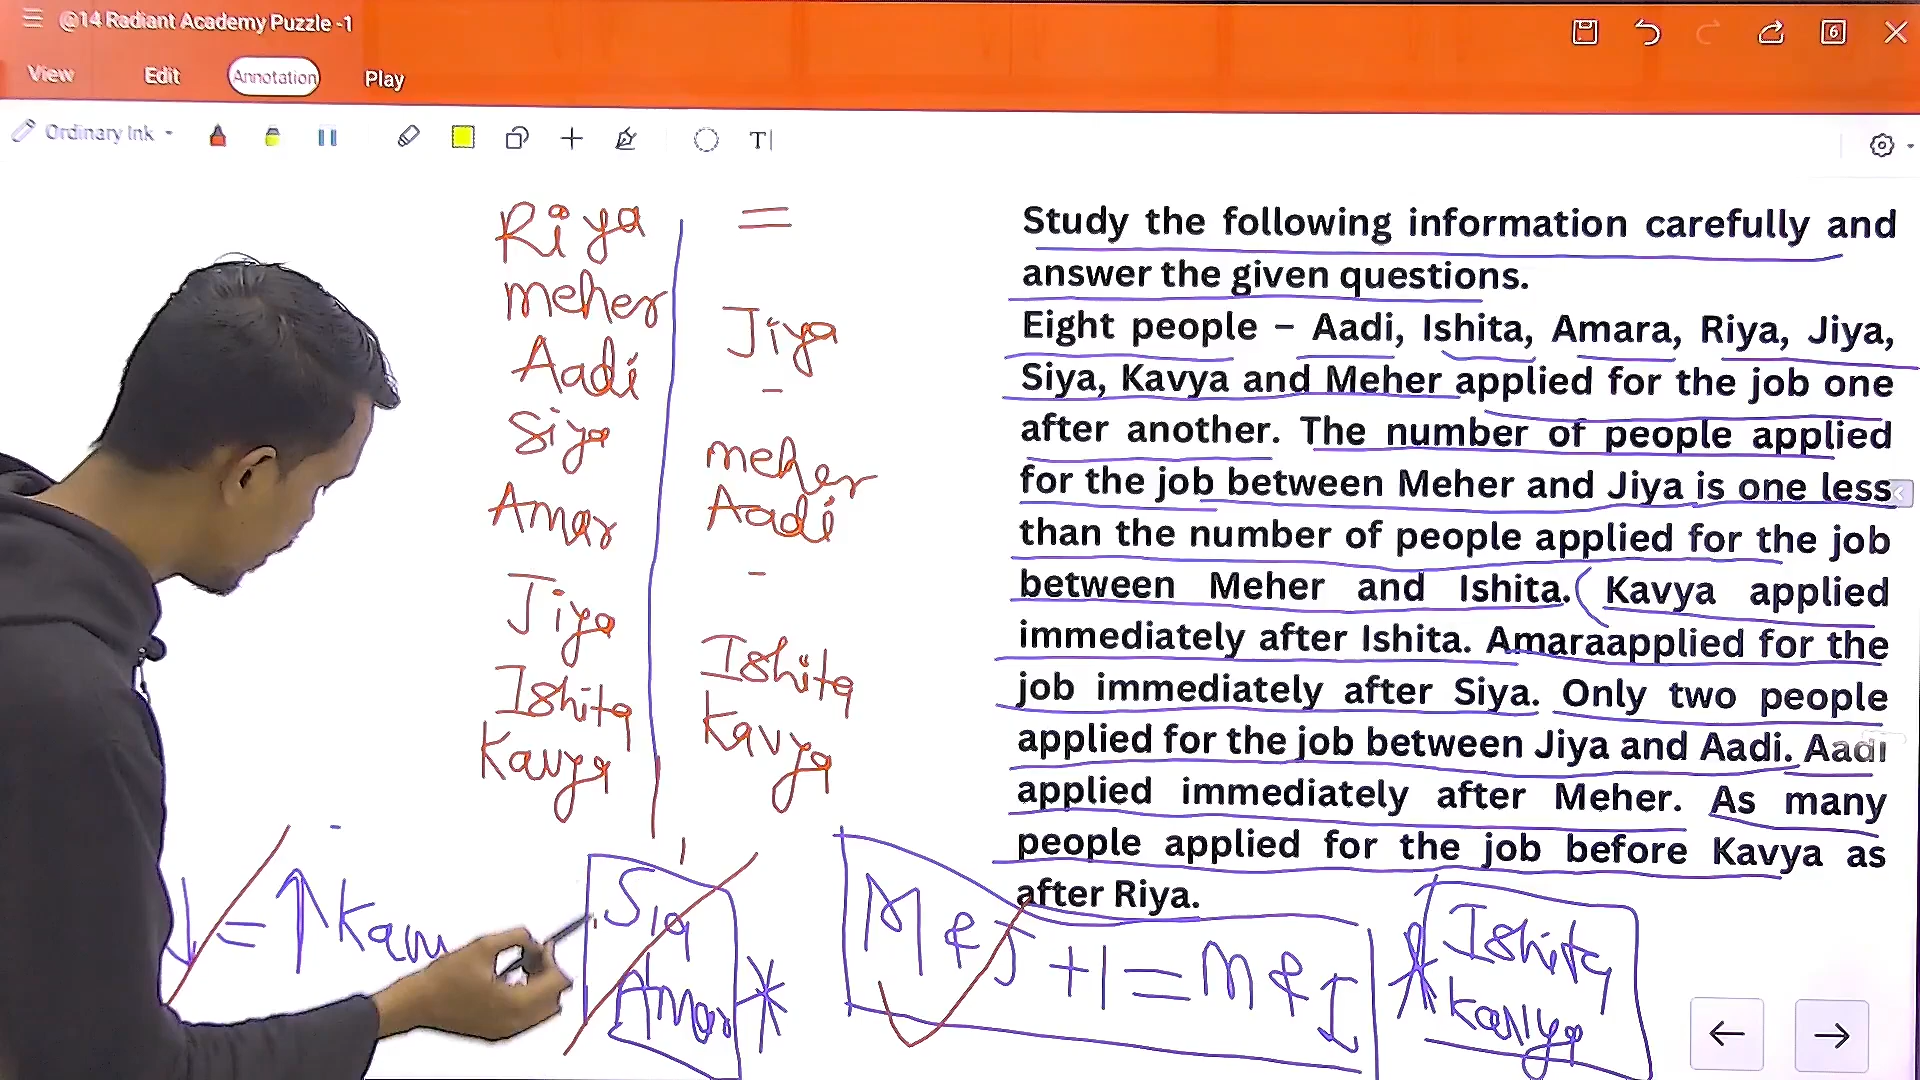 @14 Radiant Academy Puzzle -1
View Edit Annotation Play
Ordinary Ink
T|
6
Riya
meher
Aadi
Siya
Amar
Jiya
Ishita
Kavya
=
Jiya
-
meher
Aadi
-
Ishita
Kavya
Study the following information carefully and
answer the given questions.
Eight people – Aadi, Ishita, Amara, Riya, Jiya,
Siya, Kavya and Meher applied for the job one
after another. The number of people applied
for the job between Meher and Jiya is one less
than the number of people applied for the job
between Meher and Ishita. Kavya applied
immediately after Ishita. Amaraapplied for the
job immediately after Siya. Only two people
applied for the job between Jiya and Aadi. Aadi
applied immediately after Meher. As many
people applied for the job before Kavya as
after Riya.
↓ = ↑ Kav
Siya
Amar *
M & J +1 = M & I
* Ishita
Kavya
← →